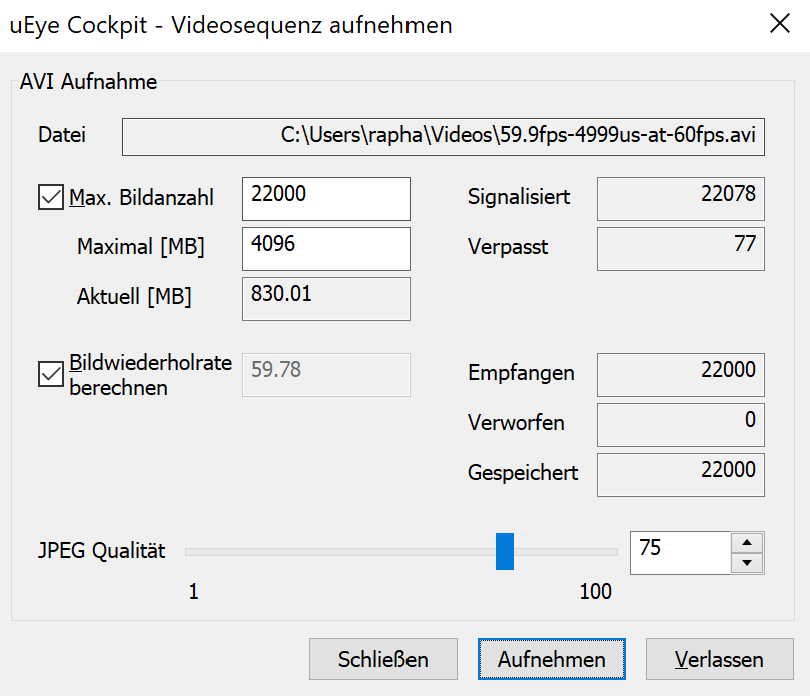 uEye Cockpit - Videosequenz aufnehmen
AVI Aufnahme
Datei C:\Users\rapha\Videos\59.9fps-4999us-at-60fps.avi
Max. Bildanzahl 22000 Signalisiert 22078
Maximal [MB] 4096 Verpasst 77
Aktuell [MB] 830.01
Bildwiederholrate
berechnen 59.78 Empfangen 22000
Verworfen 0
Gespeichert 22000
JPEG Qualität 75
1 100
Schließen Aufnehmen Verlassen